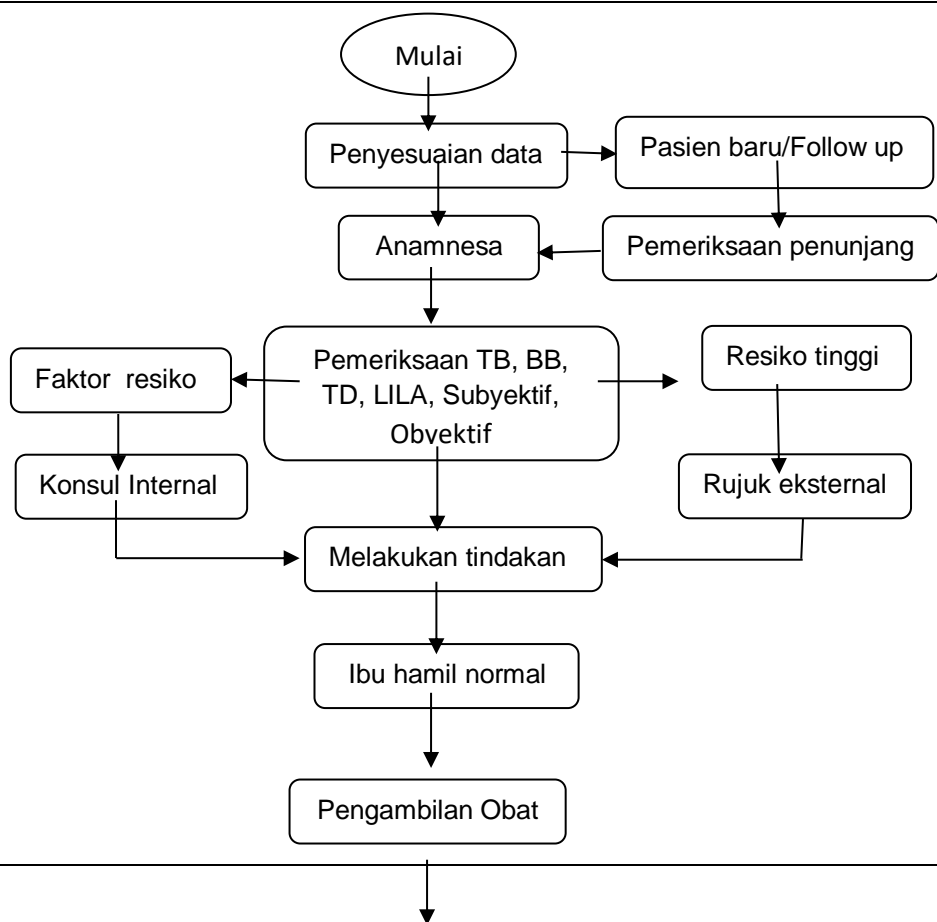 Mulai
Penyesuaian data
Pasien baru/Follow up
Anamnesa
Pemeriksaan penunjang
Pemeriksaan TB, BB,
TD, LILA, Subyektif,
Obyektif
Faktor resiko
Resiko tinggi
Konsul Internal
Rujuk eksternal
Melakukan tindakan
Ibu hamil normal
Pengambilan Obat